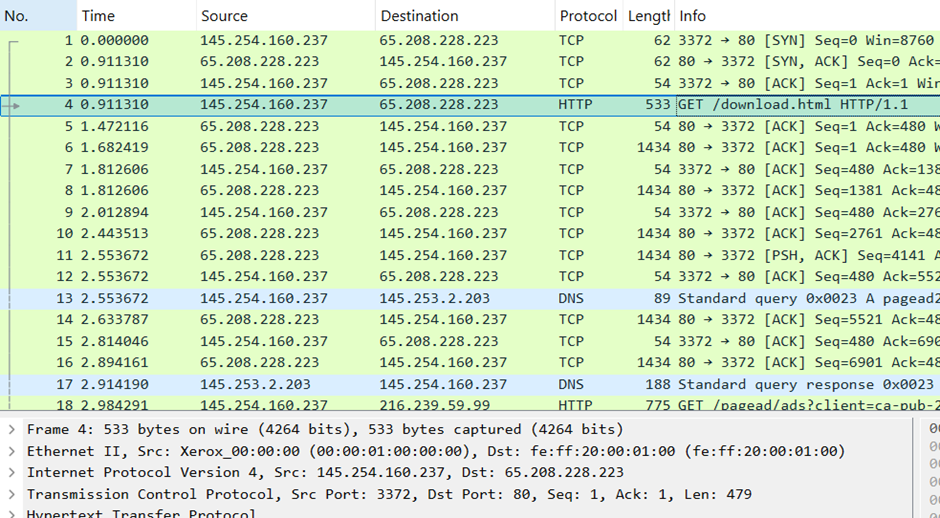 No. Time Source Destination Protocol Length Info
1 0.000000 145.254.160.237 65.208.228.223 TCP 62 3372 → 80 [SYN] Seq=0 Win=8760
2 0.911310 65.208.228.223 145.254.160.237 TCP 62 80 → 3372 [SYN, ACK] Seq=0 Ack=
3 0.911310 145.254.160.237 65.208.228.223 TCP 54 3372 → 80 [ACK] Seq=1 Ack=1 Win
4 0.911310 145.254.160.237 65.208.228.223 HTTP 533 GET /download.html HTTP/1.1
5 1.472116 65.208.228.223 145.254.160.237 TCP 54 80 → 3372 [ACK] Seq=1 Ack=480 W
6 1.682419 65.208.228.223 145.254.160.237 TCP 1434 80 → 3372 [ACK] Seq=1 Ack=480 W
7 1.812606 145.254.160.237 65.208.228.223 TCP 54 3372 → 80 [ACK] Seq=480 Ack=138
8 1.812606 65.208.228.223 145.254.160.237 TCP 1434 80 → 3372 [ACK] Seq=1381 Ack=48
9 2.012894 145.254.160.237 65.208.228.223 TCP 54 3372 → 80 [ACK] Seq=480 Ack=276
10 2.443513 65.208.228.223 145.254.160.237 TCP 1434 80 → 3372 [ACK] Seq=2761 Ack=48
11 2.553672 65.208.228.223 145.254.160.237 TCP 1434 80 → 3372 [PSH, ACK] Seq=4141 A
12 2.553672 145.254.160.237 65.208.228.223 TCP 54 3372 → 80 [ACK] Seq=480 Ack=552
13 2.553672 145.254.160.237 145.253.2.203 DNS 89 Standard query 0x0023 A pagead2
14 2.633787 65.208.228.223 145.254.160.237 TCP 1434 80 → 3372 [ACK] Seq=5521 Ack=48
15 2.814046 145.254.160.237 65.208.228.223 TCP 54 3372 → 80 [ACK] Seq=480 Ack=690
16 2.894161 65.208.228.223 145.254.160.237 TCP 1434 80 → 3372 [ACK] Seq=6901 Ack=48
17 2.914190 145.253.2.203 145.254.160.237 DNS 188 Standard query response 0x0023
18 2.984291 145.254.160.237 216.239.59.99 HTTP 775 GET /pagead/ads?client=ca-pub-2
Frame 4: 533 bytes on wire (4264 bits), 533 bytes captured (4264 bits)
Ethernet II, Src: Xerox_00:00:00 (00:00:01:00:00:00), Dst: fe:ff:20:00:01:00 (fe:ff:20:00:01:00)
Internet Protocol Version 4, Src: 145.254.160.237, Dst: 65.208.228.223
Transmission Control Protocol, Src Port: 3372, Dst Port: 80, Seq: 1, Ack: 1, Len: 479
Hypertext Transfer Protocol